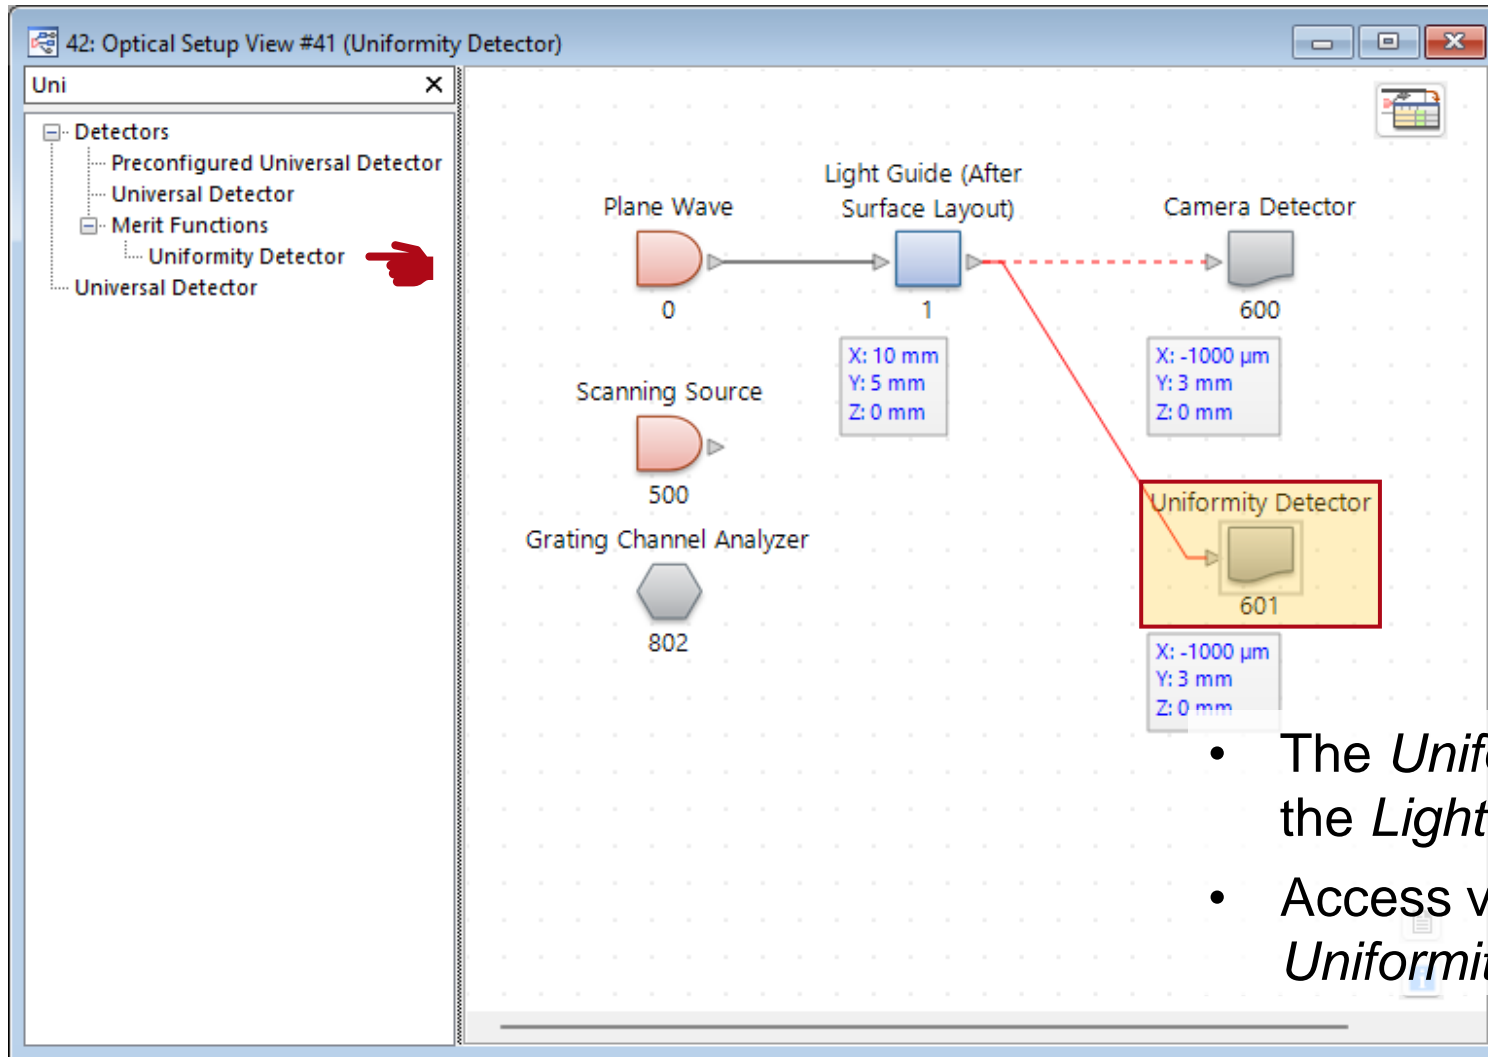 42: Optical Setup View #41 (Uniformity Detector)
Uni
Detectors
Preconfigured Universal Detector
Universal Detector
Merit Functions
Uniformity Detector
Universal Detector
Plane Wave
0
Light Guide (After
Surface Layout)
1
X: 10 mm
Y: 5 mm
Z: 0 mm
Camera Detector
600
X: -1000 µm
Y: 3 mm
Z: 0 mm
Scanning Source
500
Grating Channel Analyzer
802
Uniformity Detector
601
X: -1000 µm
Y: 3 mm
Z: 0 mm
• The
the Light
• Access